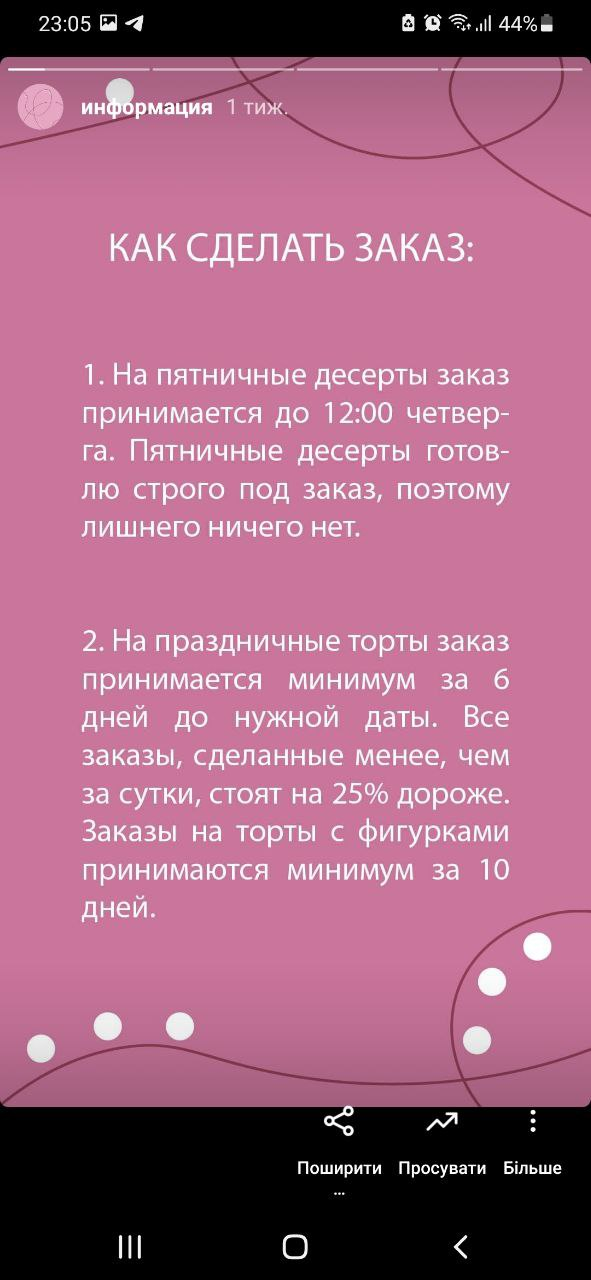 23:05
44%
информация 1 тиж.
КАК СДЕЛАТЬ ЗАКАЗ:
1. На пятничные десерты заказ
принимается до 12:00 четвер-
га. Пятничные десерты готов-
лю строго под заказ, поэтому
лишнего ничего нет.
2. На праздничные торты заказ
принимается минимум за 6
дней до нужной даты. Все
заказы, сделанные менее, чем
за сутки, стоят на 25% дороже.
Заказы на торты с фигурками
принимаются минимум за 10
дней.
Поширити Просувати Більше
...